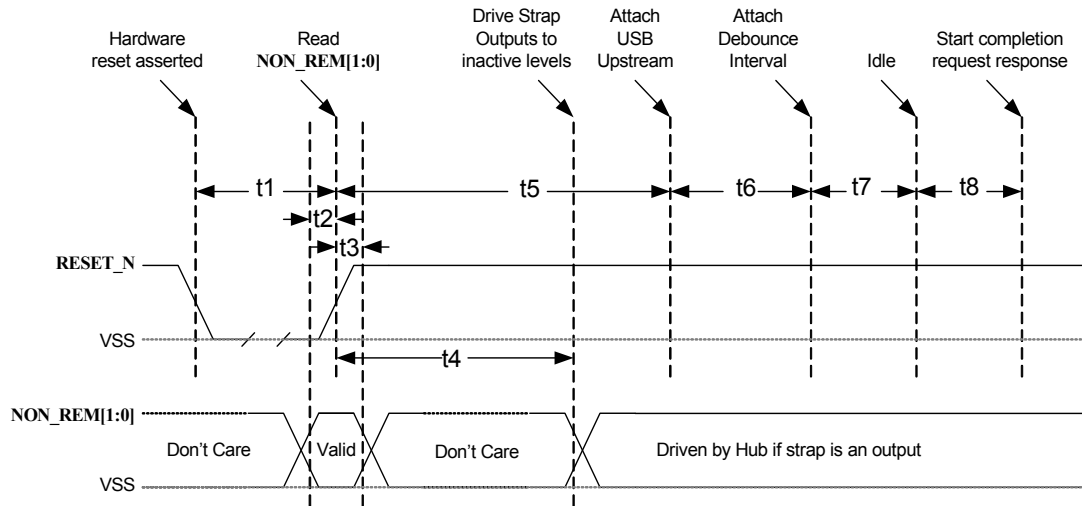 Hardware
reset asserted
Read
NON_REM[1:0]
Drive Strap
Outputs to
inactive levels
Attach
USB
Upstream
Attach
Debounce
Interval
Idle
Start completion
request response
t1
t5
t6
t7
t8
t2
t3
RESET_N
VSS
t4
NON_REM[1:0]
Don't Care
Valid
Don't Care
Driven by Hub if strap is an output
VSS